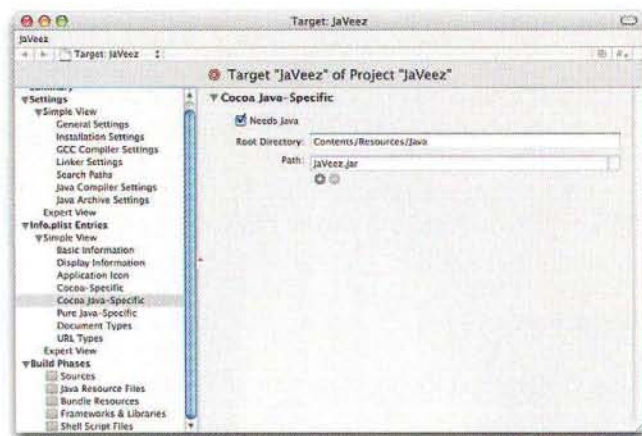 Target: JaVeez
JaVeez
Target: JaVeez
Target "JaVeez" of Project "JaVeez"
Summary
Settings
Simple View
General Settings
Installation Settings
GCC Compiler Settings
Linker Settings
Search Paths
Java Compiler Settings
Java Archive Settings
Expert View
Info.plist Entries
Simple View
Basic Information
Display Information
Application Icon
Cocoa-Specific
Cocoa Java-Specific
Pure Java-Specific
Document Types
URL Types
Expert View
Build Phases
Sources
Java Resource Files
Bundle Resources
Frameworks & Libraries
Shell Script Files
Cocoa Java-Specific
Needs Java
Root Directory: Contents/Resources/Java
Path: JaVeez.jar